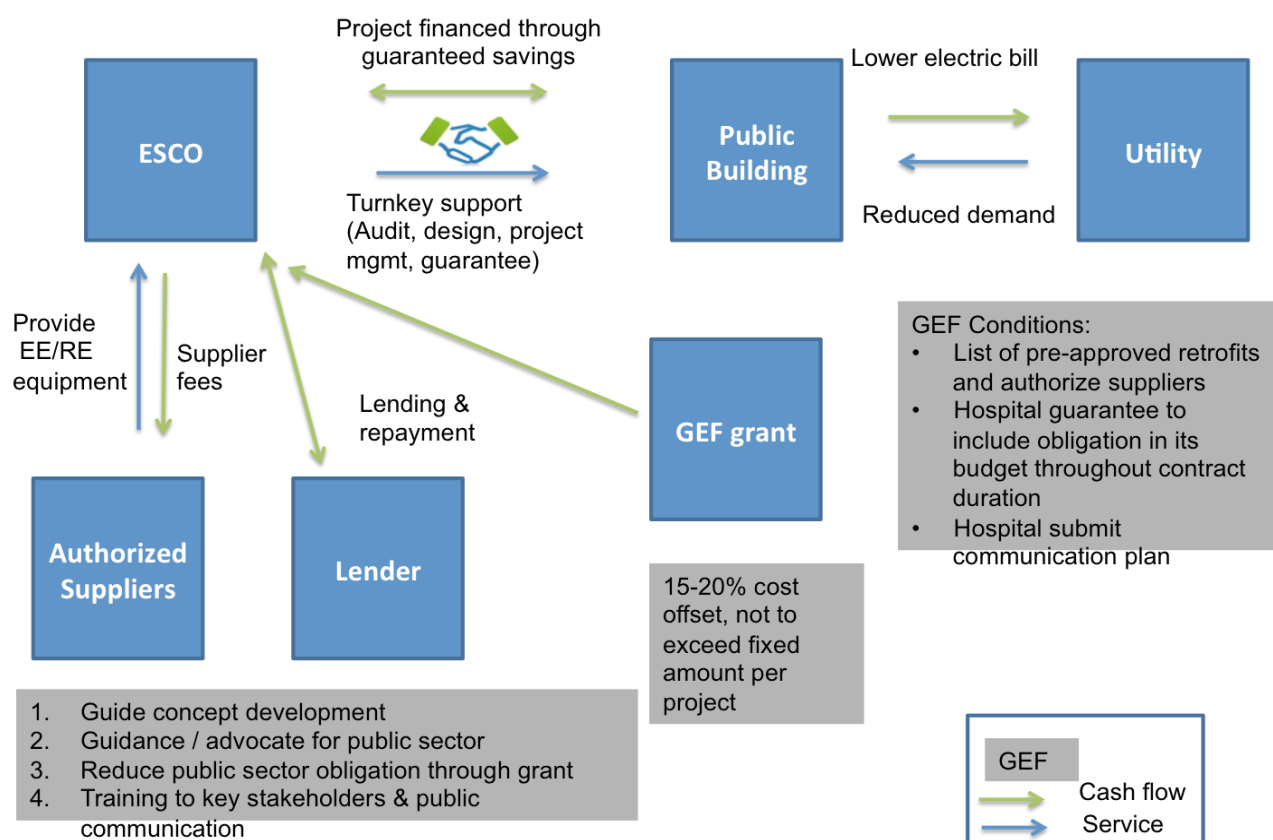 Project financed through
guaranteed savings
ESCO
Turnkey support
(Audit, design, project
mgmt, guarantee)
Public
Building
Lower electric bill
Reduced demand
Utility
Provide
EE/RE
equipment
Supplier
fees
Lending &
repayment
GEF grant
GEF Conditions:
• List of pre-approved retrofits
and authorize suppliers
• Hospital guarantee to
include obligation in its
budget throughout contract
duration
• Hospital submit
communication plan
Authorized
Suppliers
Lender
15-20% cost
offset, not to
exceed fixed
amount per
project
1. Guide concept development
2. Guidance / advocate for public sector
3. Reduce public sector obligation through grant
4. Training to key stakeholders & public
communication
GEF
Cash flow
Service